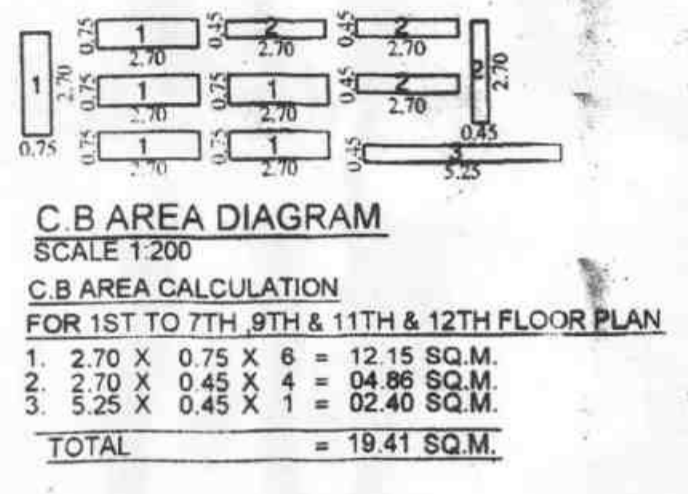 0.75 1 2.70
0.45 2 2.70
0.45 2 2.70
1 2.70 0.75
2 2.70 0.45
0.75 1 2.70
0.75 1 2.70
0.45 2 2.70
0.75 1 2.70
0.75 1 2.70
0.45 3 5.25
C.B AREA DIAGRAM
SCALE 1:200
C.B AREA CALCULATION
FOR 1ST TO 7TH ,9TH & 11TH & 12TH FLOOR PLAN
1. 2.70 X 0.75 X 6 = 12.15 SQ.M.
2. 2.70 X 0.45 X 4 = 04.86 SQ.M.
3. 5.25 X 0.45 X 1 = 02.40 SQ.M.
TOTAL = 19.41 SQ.M.